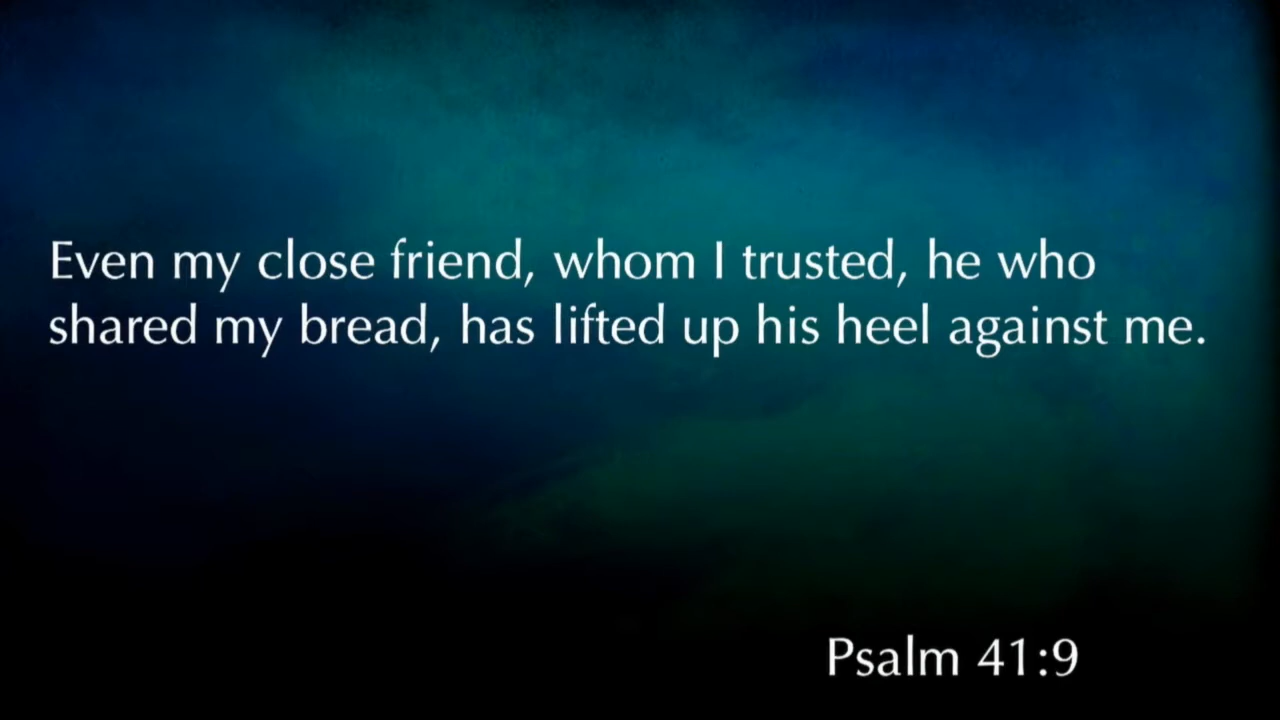 Even my close friend, whom I trusted, he who
shared my bread, has lifted up his heel against me.
Psalm 41:9